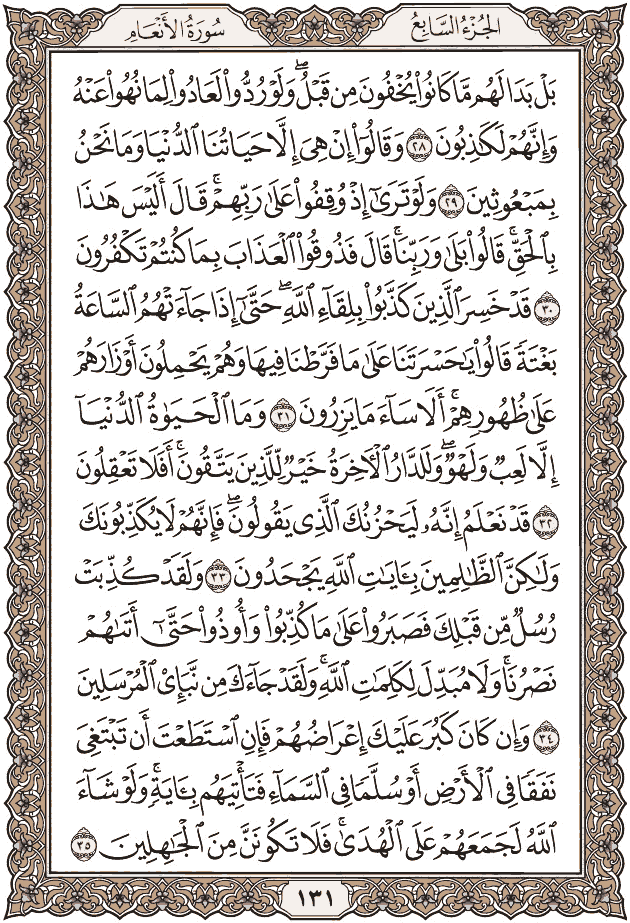 الجُزءُ السَّابِعُ
سُورَةُ الأَنْعَامِ
بَلْ بَدَا لَهُم مَّا كَانُوا۟ يُخْفُونَ مِن قَبْلُ ۖ وَلَوْ رُدُّوا۟ لَعَادُوا۟ لِمَا نُهُوا۟ عَنْهُ
وَإِنَّهُمْ لَكَـٰذِبُونَ ٢٨ وَقَالُوٓا۟ إِنْ هِىَ إِلَّا حَيَاتُنَا ٱلدُّنْيَا وَمَا نَحْنُ
بِمَبْعُوثِينَ ٢٩ وَلَوْ تَرَىٰٓ إِذْ وُقِفُوا۟ عَلَىٰ رَبِّهِمْ ۚ قَالَ أَلَيْسَ هَـٰذَا
بِٱلْحَقِّ ۚ قَالُوا۟ بَلَىٰ وَرَبِّنَا ۚ قَالَ فَذُوقُوا۟ ٱلْعَذَابَ بِمَا كُنتُمْ تَكْفُرُونَ
٣٠ قَدْ خَسِرَ ٱلَّذِينَ كَذَّبُوا۟ بِلِقَآءِ ٱللَّهِ ۖ حَتَّىٰٓ إِذَا جَآءَتْهُمُ ٱلسَّاعَةُ
بَغْتَةً قَالُوا۟ يَـٰحَسْرَتَنَا عَلَىٰ مَا فَرَّطْنَا فِيهَا وَهُمْ يَحْمِلُونَ أَوْزَارَهُمْ
عَلَىٰ ظُهُورِهِمْ ۚ أَلَا سَآءَ مَا يَزِرُونَ ٣١ وَمَا ٱلْحَيَوٰةُ ٱلدُّنْيَآ
إِلَّا لَعِبٌ وَلَهْوٌ ۖ وَلَلدَّارُ ٱلْـَٔاخِرَةُ خَيْرٌ لِّلَّذِينَ يَتَّقُونَ ۗ أَفَلَا تَعْقِلُونَ
٣٢ قَدْ نَعْلَمُ إِنَّهُۥ لَيَحْزُنُكَ ٱلَّذِى يَقُولُونَ ۖ فَإِنَّهُمْ لَا يُكَذِّبُونَكَ
وَلَـٰكِنَّ ٱلظَّـٰلِمِينَ بِـَٔايَـٰتِ ٱللَّهِ يَجْحَدُونَ ٣٣ وَلَقَدْ كُذِّبَتْ
رُسُلٌ مِّن قَبْلِكَ فَصَبَرُوا۟ عَلَىٰ مَا كُذِّبُوا۟ وَأُوذُوا۟ حَتَّىٰٓ أَتَىٰهُمْ
نَصْرُنَا ۚ وَلَا مُبَدِّلَ لِكَلِمَـٰتِ ٱللَّهِ ۚ وَلَقَدْ جَآءَكَ مِن نَّبَإِى۟ ٱلْمُرْسَلِينَ
٣٤ وَإِن كَانَ كَبُرَ عَلَيْكَ إِعْرَاضُهُمْ فَإِنِ ٱسْتَطَعْتَ أَن تَبْتَغِىَ
نَفَقًا فِى ٱلْأَرْضِ أَوْ سُلَّمًا فِى ٱلسَّمَآءِ فَتَأْتِيَهُم بِـَٔايَةٍ ۚ وَلَوْ شَآءَ
ٱللَّهُ لَجَمَعَهُمْ عَلَى ٱلْهُدَىٰ ۚ فَلَا تَكُونَنَّ مِنَ ٱلْجَـٰهِلِينَ ٣٥
١٣١